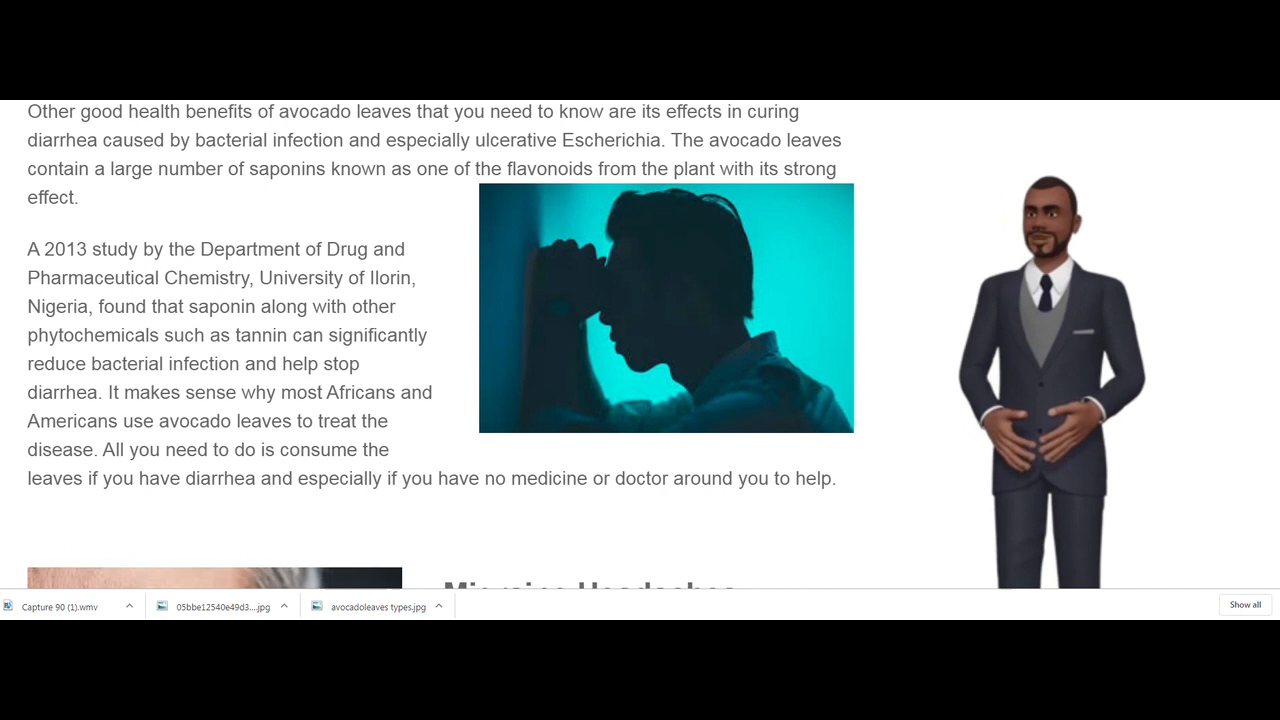 Other good health benefits of avocado leaves that you need to know are its effects in curing
diarrhea caused by bacterial infection and especially ulcerative Escherichia. The avocado leaves
contain a large number of saponins known as one of the flavonoids from the plant with its strong
effect.
A 2013 study by the Department of Drug and
Pharmaceutical Chemistry, University of Ilorin,
Nigeria, found that saponin along with other
phytochemicals such as tannin can significantly
reduce bacterial infection and help stop
diarrhea. It makes sense why most Africans and
Americans use avocado leaves to treat the
disease. All you need to do is consume the
leaves if you have diarrhea and especially if you have no medicine or doctor around you to help.
Migraine Headaches
Capture 90 (1).wmv
05bbe12540e49d3...jpg
avocadoleaves types.jpg
Show all